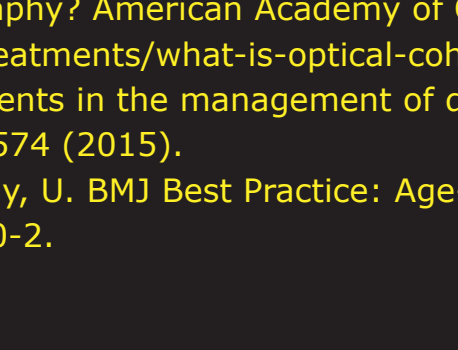 aphy? American Academy of
eatments/what-is-optical-coh
ents in the management of
574 (2015).
y, U. BMJ Best Practice: Age
0-2.